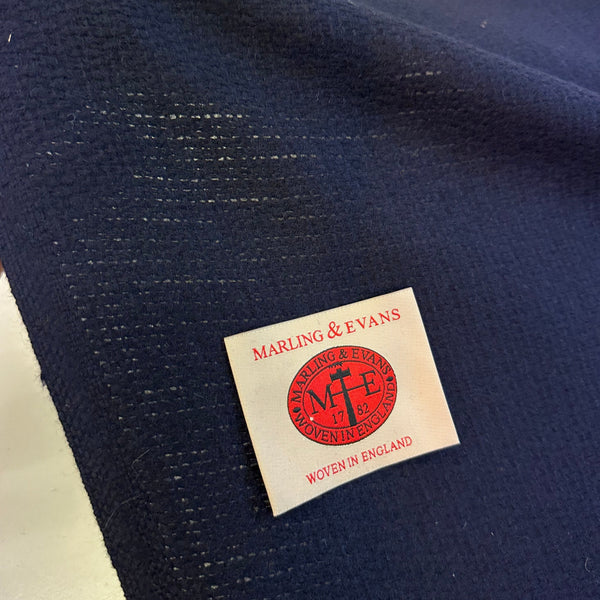 MARLING & EVANS
MARLING & EVANS
M E
17 82
WOVEN IN ENGLAND
WOVEN IN ENGLAND